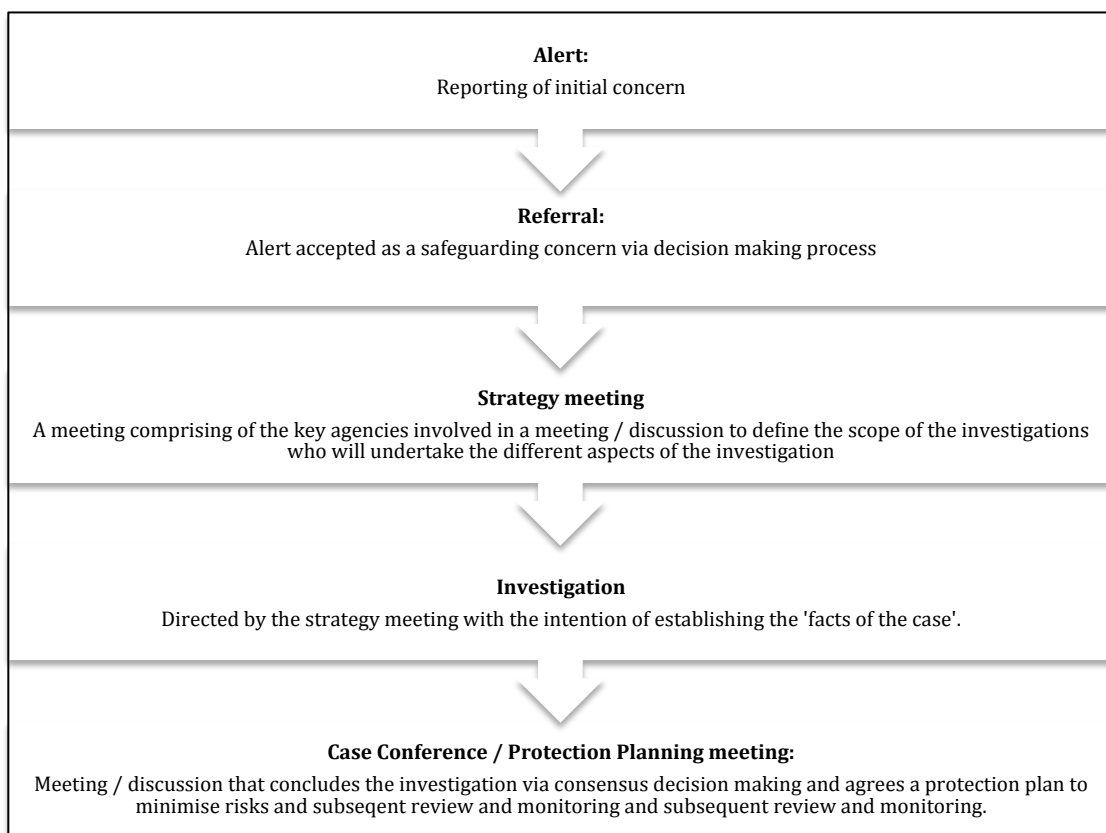 Alert:
Reporting of initial concern
Referral:
Alert accepted as a safeguarding concern via decision making process
Strategy meeting
A meeting comprising of the key agencies involved in a meeting / discussion to define the scope of the investigations
who will undertake the different aspects of the investigation
Investigation
Directed by the strategy meeting with the intention of establishing the 'facts of the case'.
Case Conference / Protection Planning meeting:
Meeting / discussion that concludes the investigation via consensus decision making and agrees a protection plan to
minimise risks and subseqent review and monitoring and subsequent review and monitoring.